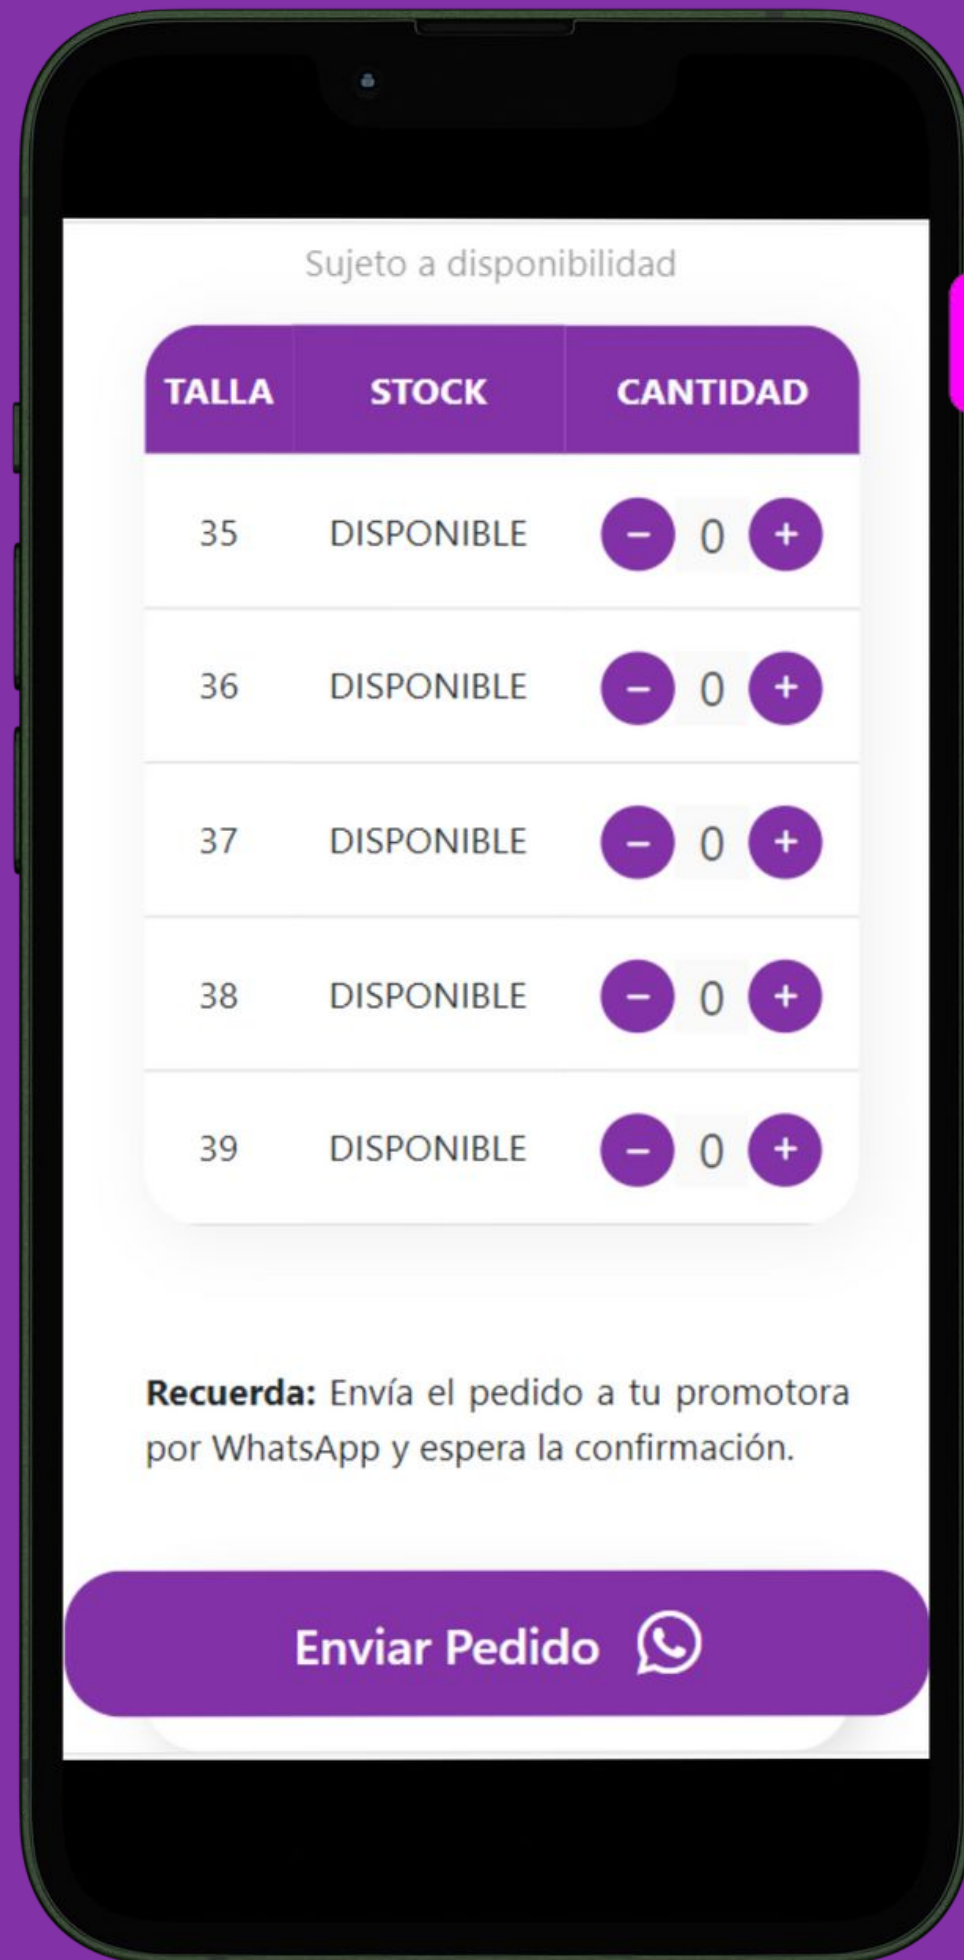 Sujeto a disponibilidad
TALLA STOCK CANTIDAD
35 DISPONIBLE − 0 +
36 DISPONIBLE − 0 +
37 DISPONIBLE − 0 +
38 DISPONIBLE − 0 +
39 DISPONIBLE − 0 +
Recuerda: Envía el pedido a tu promotora
por WhatsApp y espera la confirmación.
Enviar Pedido